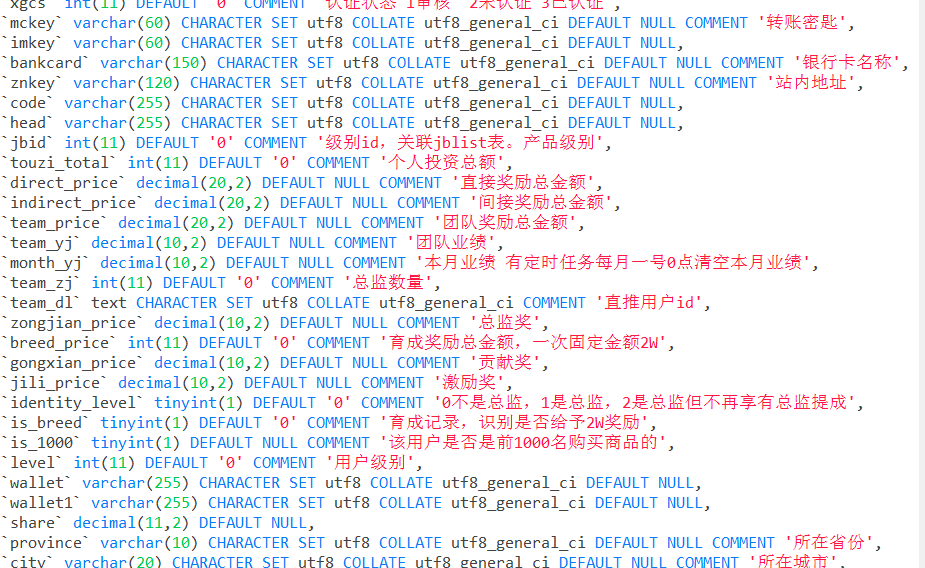 `xgcs` int(11) DEFAULT '0' COMMENT '认证状态 1审核  2未认证 3已认证',
`mckey` varchar(60) CHARACTER SET utf8 COLLATE utf8_general_ci DEFAULT NULL COMMENT '转账密匙',
`imkey` varchar(60) CHARACTER SET utf8 COLLATE utf8_general_ci DEFAULT NULL,
`bankcard` varchar(150) CHARACTER SET utf8 COLLATE utf8_general_ci DEFAULT NULL COMMENT '银行卡名称',
`znkey` varchar(120) CHARACTER SET utf8 COLLATE utf8_general_ci DEFAULT NULL COMMENT '站内地址',
`code` varchar(255) CHARACTER SET utf8 COLLATE utf8_general_ci DEFAULT NULL,
`head` varchar(255) CHARACTER SET utf8 COLLATE utf8_general_ci DEFAULT NULL,
`jbid` int(11) DEFAULT '0' COMMENT '级别id，关联jblist表。产品级别',
`touzi_total` int(11) DEFAULT '0' COMMENT '个人投资总额',
`direct_price` decimal(20,2) DEFAULT NULL COMMENT '直接奖励总金额',
`indirect_price` decimal(20,2) DEFAULT NULL COMMENT '间接奖励总金额',
`team_price` decimal(20,2) DEFAULT NULL COMMENT '团队奖励总金额',
`team_yj` decimal(10,2) DEFAULT NULL COMMENT '团队业绩',
`month_yj` decimal(10,2) DEFAULT NULL COMMENT '本月业绩 有定时任务每月一号0点清空本月业绩',
`team_zj` int(11) DEFAULT '0' COMMENT '总监数量',
`team_dl` text CHARACTER SET utf8 COLLATE utf8_general_ci COMMENT '直推用户id',
`zongjian_price` decimal(10,2) DEFAULT NULL COMMENT '总监奖',
`breed_price` int(11) DEFAULT '0' COMMENT '育成奖励总金额，一次固定金额2W',
`gongxian_price` decimal(10,2) DEFAULT NULL COMMENT '贡献奖',
`jili_price` decimal(10,2) DEFAULT NULL COMMENT '激励奖',
`identity_level` tinyint(1) DEFAULT '0' COMMENT '0不是总监，1是总监，2是总监但不再享有总监提成',
`is_breed` tinyint(1) DEFAULT '0' COMMENT '育成记录，识别是否给予2W奖励',
`is_1000` tinyint(1) DEFAULT NULL COMMENT '该用户是否是前1000名购买商品的',
`level` int(11) DEFAULT '0' COMMENT '用户级别',
`wallet` varchar(255) CHARACTER SET utf8 COLLATE utf8_general_ci DEFAULT NULL,
`wallet1` varchar(255) CHARACTER SET utf8 COLLATE utf8_general_ci DEFAULT NULL,
`share` decimal(11,2) DEFAULT NULL,
`province` varchar(10) CHARACTER SET utf8 COLLATE utf8_general_ci DEFAULT NULL COMMENT '所在省份',
`city` varchar(20) CHARACTER SET utf8 COLLATE utf8_general_ci DEFAULT NULL COMMENT '所在城市',